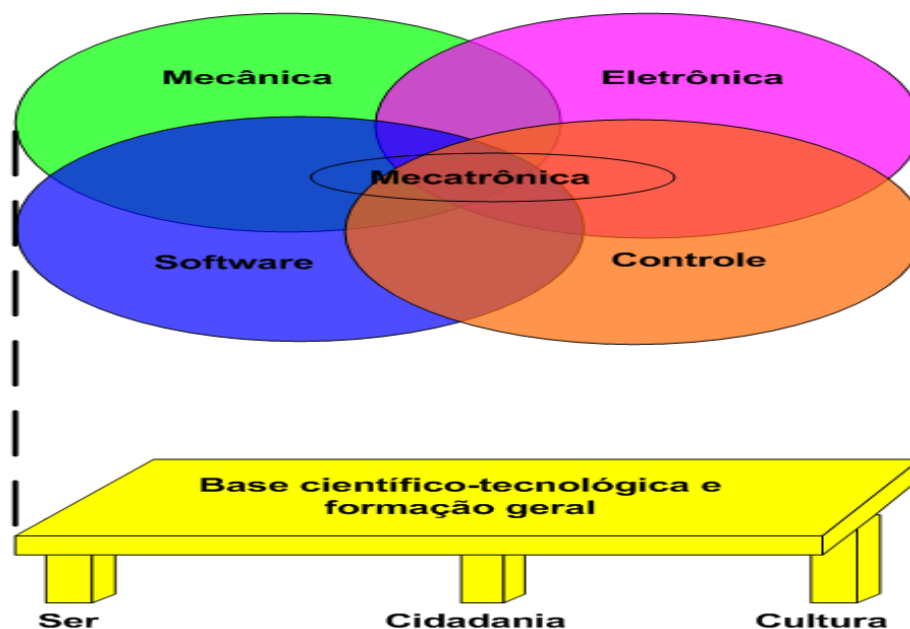 Mecânica
Eletrônica
Mecatrônica
Software
Controle
Base científico-tecnológica e
formação geral
Ser
Cidadania
Cultura